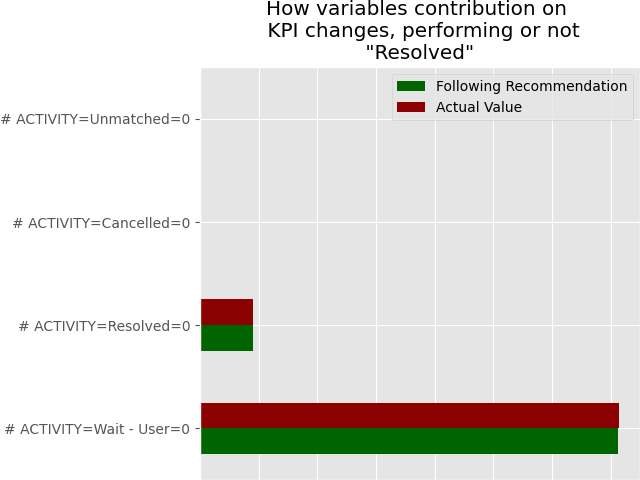 How variables contribution on
KPI changes, performing or not
"Resolved"
Following Recommendation
Actual Value
# ACTIVITY=Unmatched=0
# ACTIVITY=Cancelled=0
# ACTIVITY=Resolved=0
# ACTIVITY=Wait - User=0